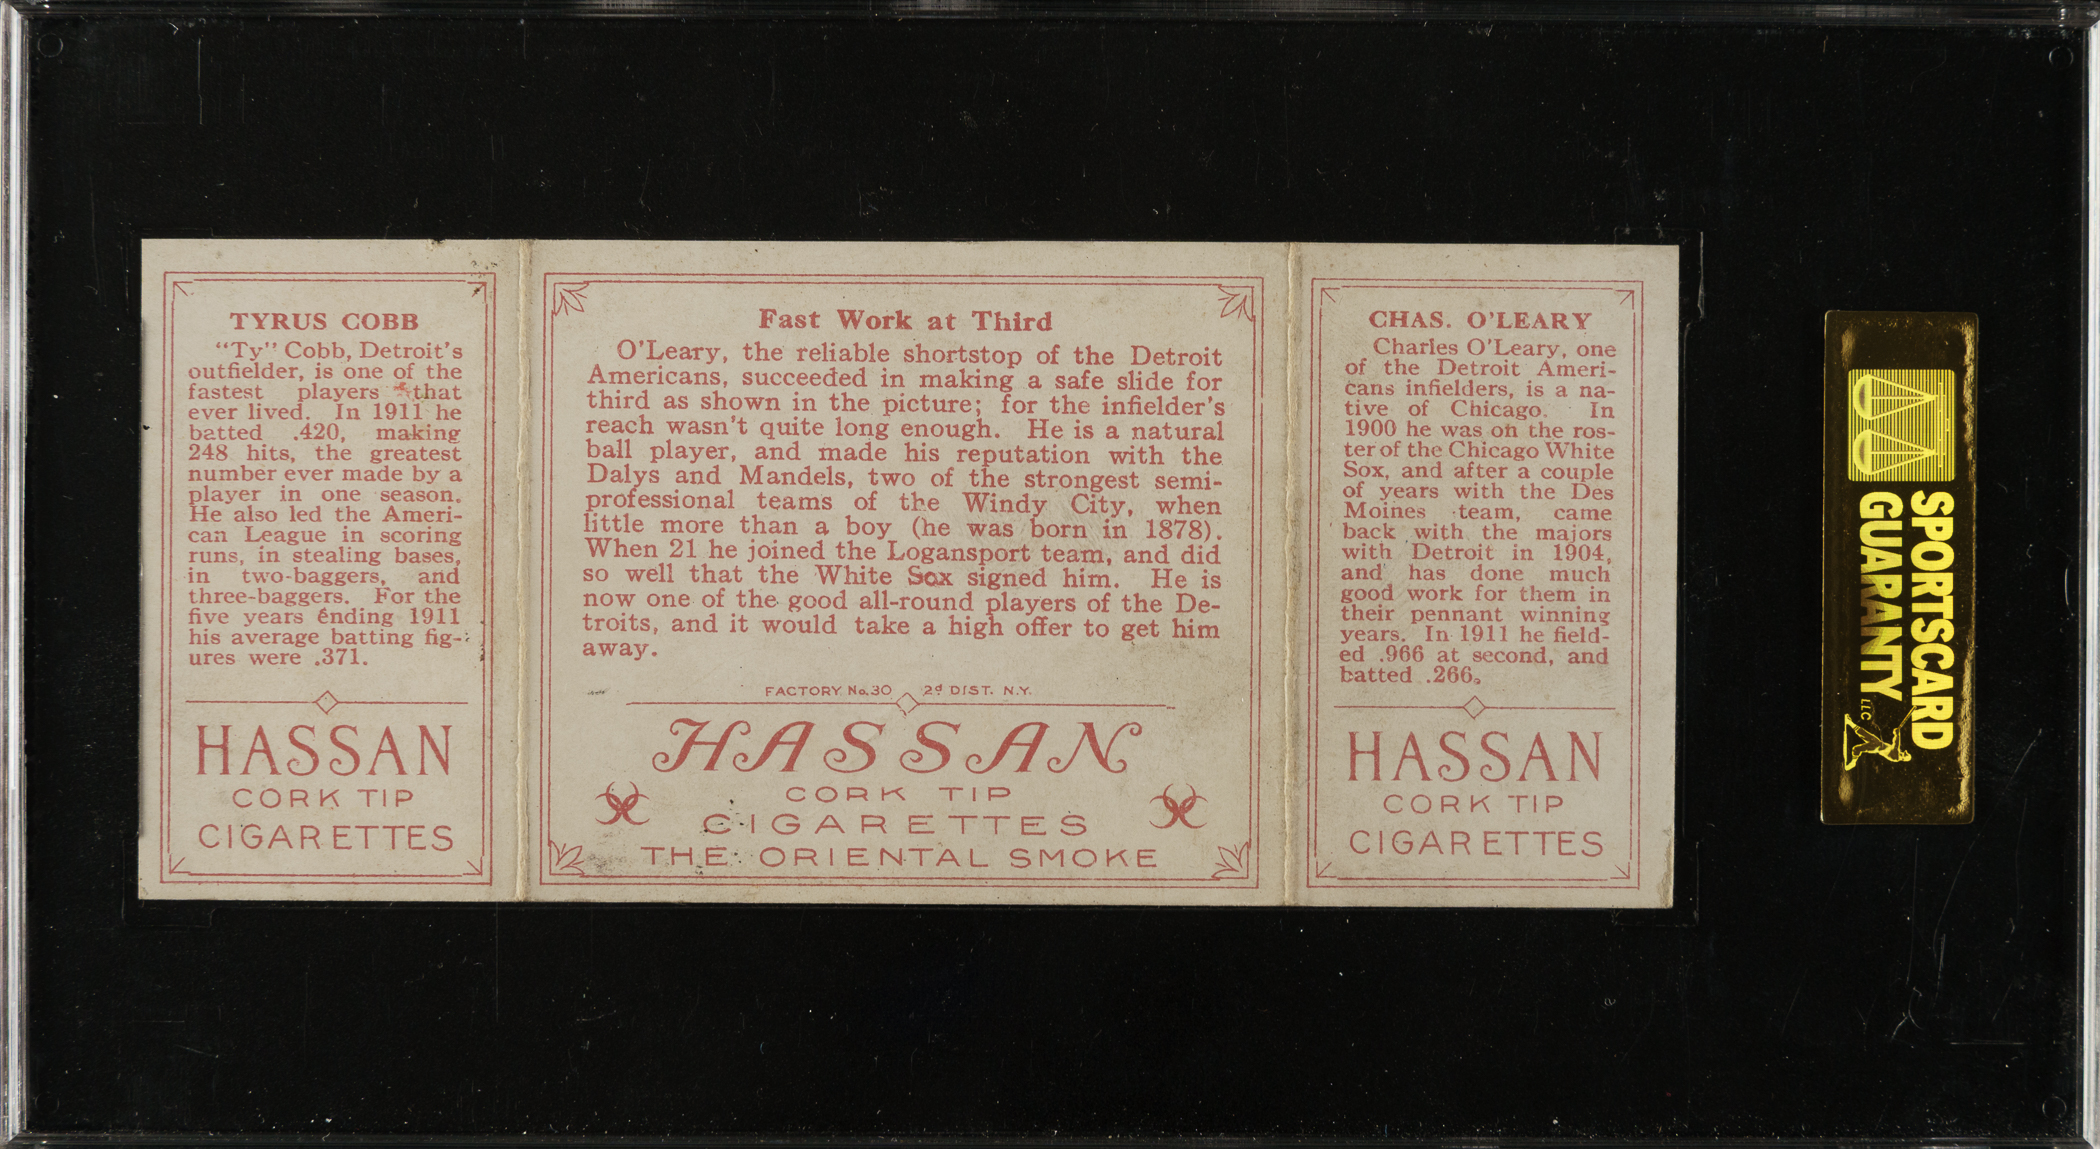 TYRUS COBB
"Ty" Cobb, Detroit's
outfielder, is one of the
fastest players that
ever lived. In 1911 he
batted .420, making
248 hits, the greatest
number ever made by a
player in one season.
He also led the Ameri-
can League in scoring
runs, in stealing bases,
in two-baggers, and
three-baggers. For the
five years ending 1911
his average batting fig-
ures were .371.
HASSAN
CORK TIP
CIGARETTES
Fast Work at Third
O'Leary, the reliable shortstop of the Detroit
Americans, succeeded in making a safe slide for
third as shown in the picture; for the infielder's
reach wasn't quite long enough. He is a natural
ball player, and made his reputation with the
Dalys and Mandels, two of the strongest semi-
professional teams of the Windy City, when
little more than a boy (he was born in 1878).
When 21 he joined the Logansport team, and did
so well that the White Sox signed him. He is
now one of the good all-round players of the De-
troits, and it would take a high offer to get him
away.
FACTORY No. 30 2d DIST. N.Y.
HASSAN
CORK TIP
CIGARETTES
THE ORIENTAL SMOKE
CHAS. O'LEARY
Charles O'Leary, one
of the Detroit Ameri-
cans infielders, is a na-
tive of Chicago. In
1900 he was on the ros-
ter of the Chicago White
Sox, and after a couple
of years with the Des
Moines team, came
back with the majors
with Detroit in 1904,
and has done much
good work for them in
their pennant winning
years. In 1911 he field-
ed .966 at second, and
batted .266.
HASSAN
CORK TIP
CIGARETTES
SPORTSCARD
GUARANTY LLC